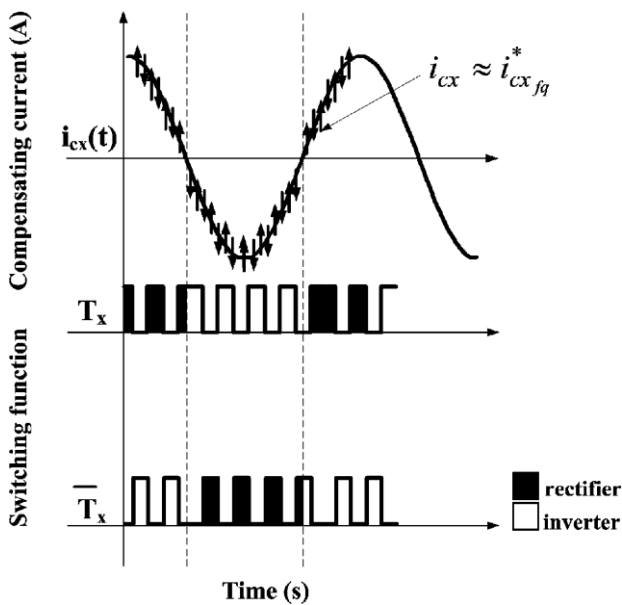 Compensating current (A)
i_cx(t)
i_cx ≈ i*_cx_fq
T_x
Switching function
T̅_x
rectifier
inverter
Time (s)